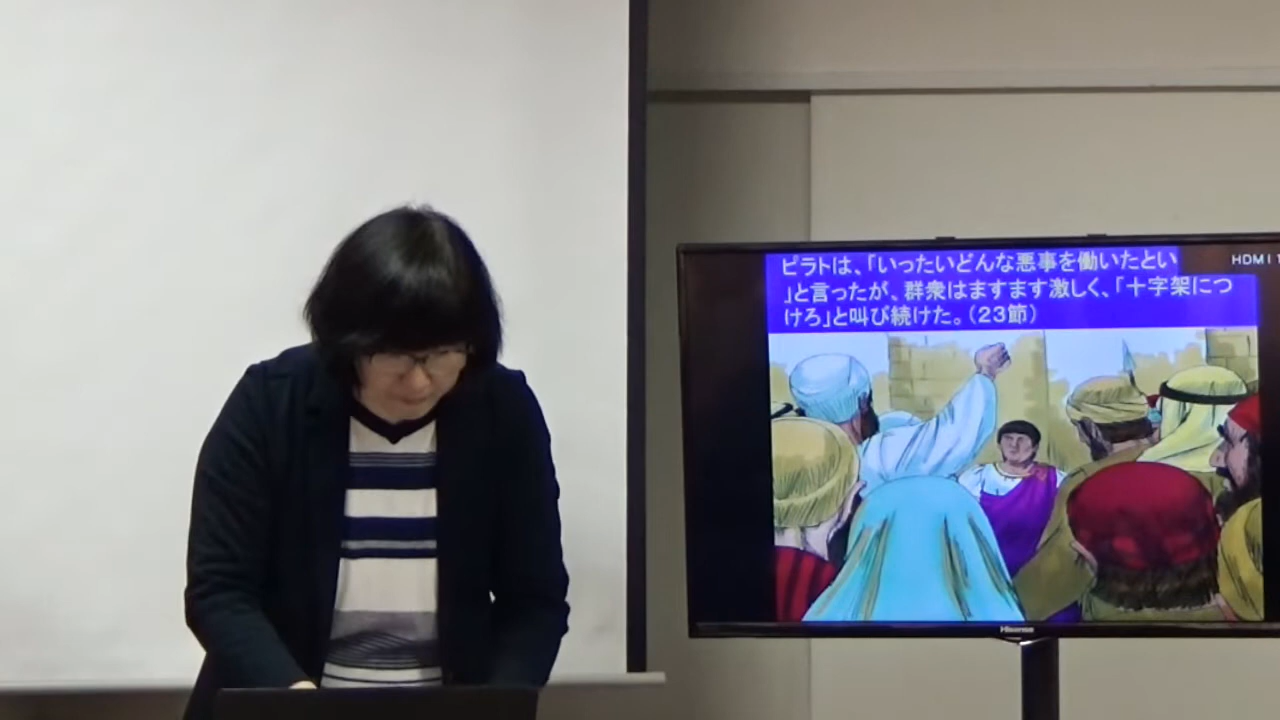 ピラトは、「いったいどんな悪事を働いたとい
」と言ったが、群衆はますます激しく、「十字架につ
けろ」と叫び続けた。（２３節）
HDMI 1
Hisense